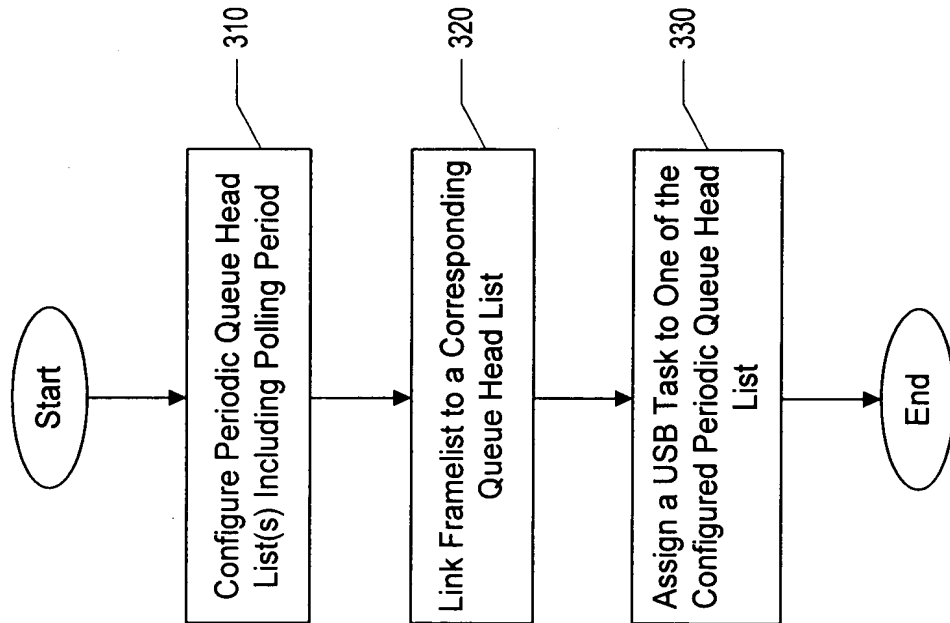 Start
Configure Periodic Queue Head
List(s) Including Polling Period
310
Link Framelist to a Corresponding
Queue Head List
320
Assign a USB Task to One of the
Configured Periodic Queue Head
List
330
End